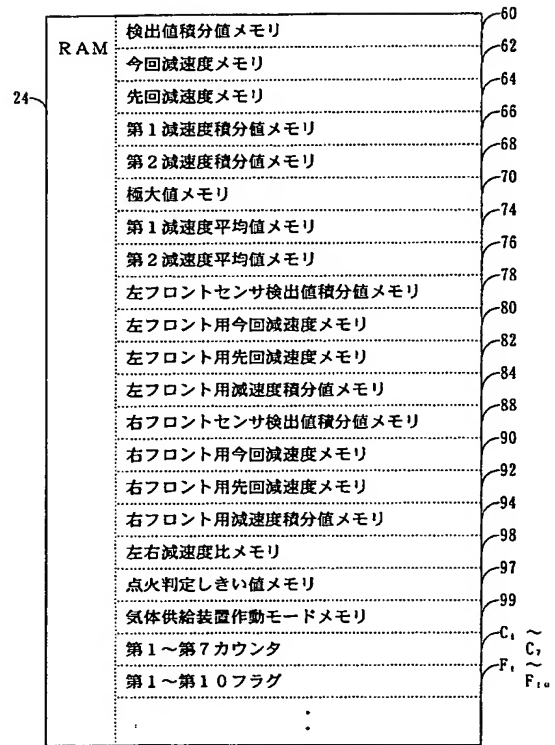 60
RAM 検出値積分値メモリ
62
今回減速度メモリ
64
24
先回減速度メモリ
66
第1減速度積分値メモリ
68
第2減速度積分値メモリ
70
極大値メモリ
74
第1減速度平均値メモリ
76
第2減速度平均値メモリ
78
左フロントセンサ検出値積分値メモリ
80
左フロント用今回減速度メモリ
82
左フロント用先回減速度メモリ
84
左フロント用減速度積分値メモリ
88
右フロントセンサ検出値積分値メモリ
90
右フロント用今回減速度メモリ
92
右フロント用先回減速度メモリ
94
右フロント用減速度積分値メモリ
98
左右減速度比メモリ
97
点火判定しきい値メモリ
99
気体供給装置作動モードメモリ
C₁ ~ C₇
第1~第7カウンタ
F₁ ~ F₁₀
第1~第10フラグ
: